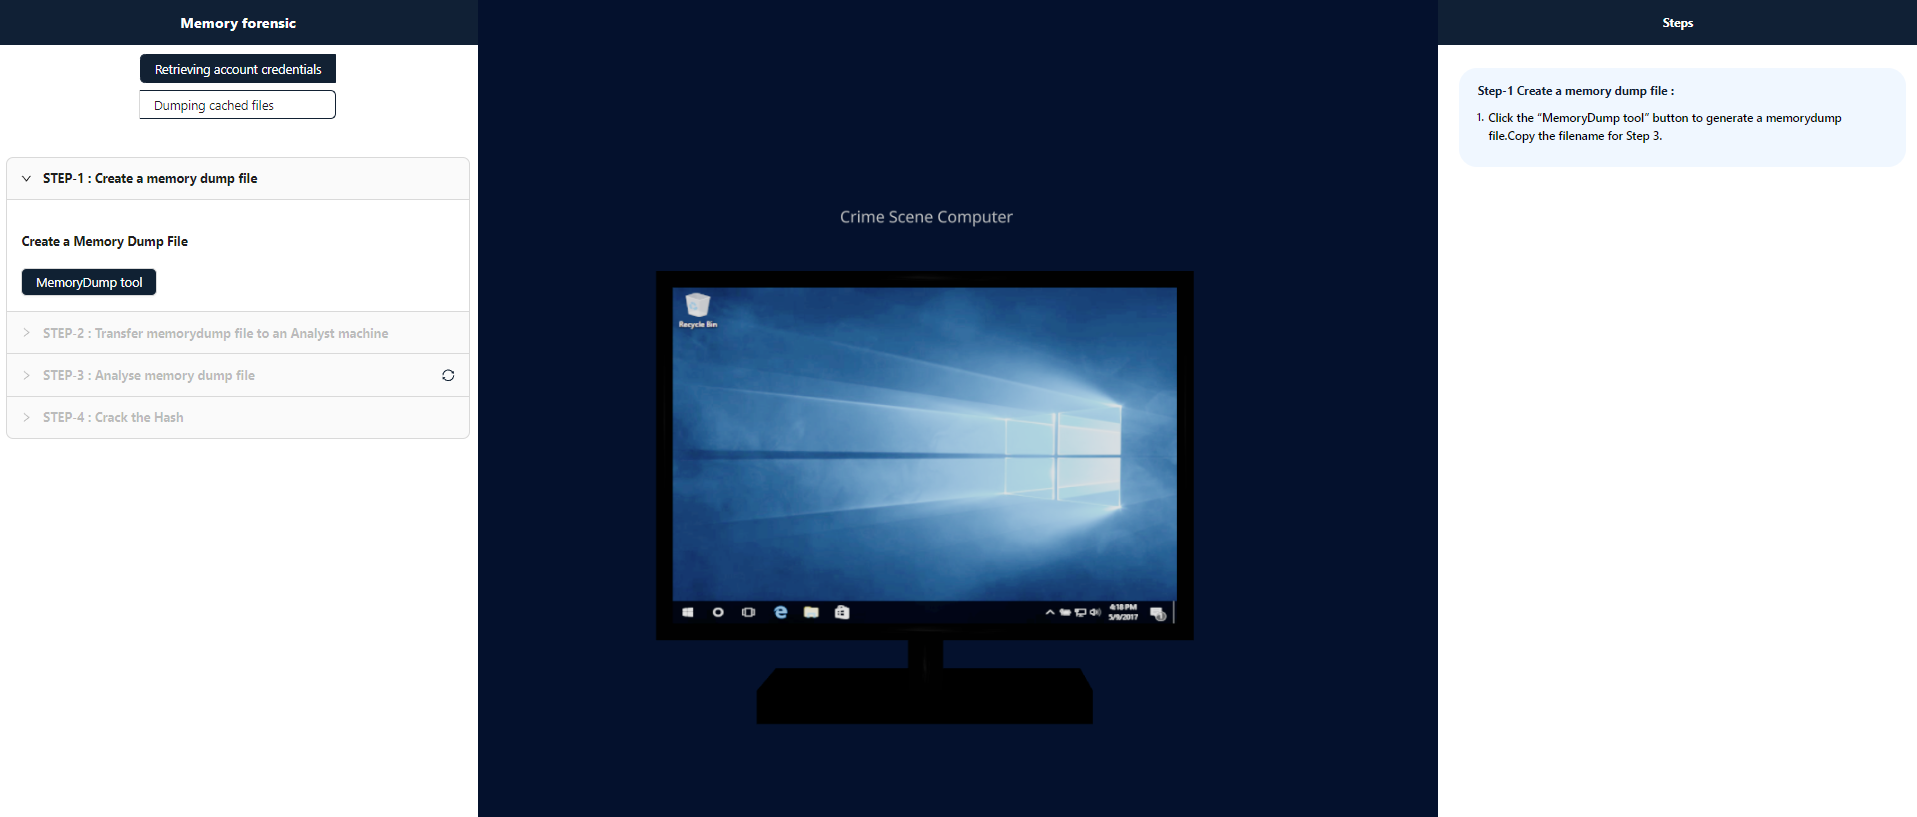 Memory forensic
Retrieving account credentials
Dumping cached files
STEP-1 : Create a memory dump file
Create a Memory Dump File
MemoryDump tool
STEP-2 : Transfer memorydump file to an Analyst machine
STEP-3 : Analyse memory dump file
STEP-4 : Crack the Hash
Crime Scene Computer
Recycle Bin
4:18 PM
5/9/2017
Steps
Step-1 Create a memory dump file :
1. Click the “MemoryDump tool” button to generate a memorydump
file.Copy the filename for Step 3.